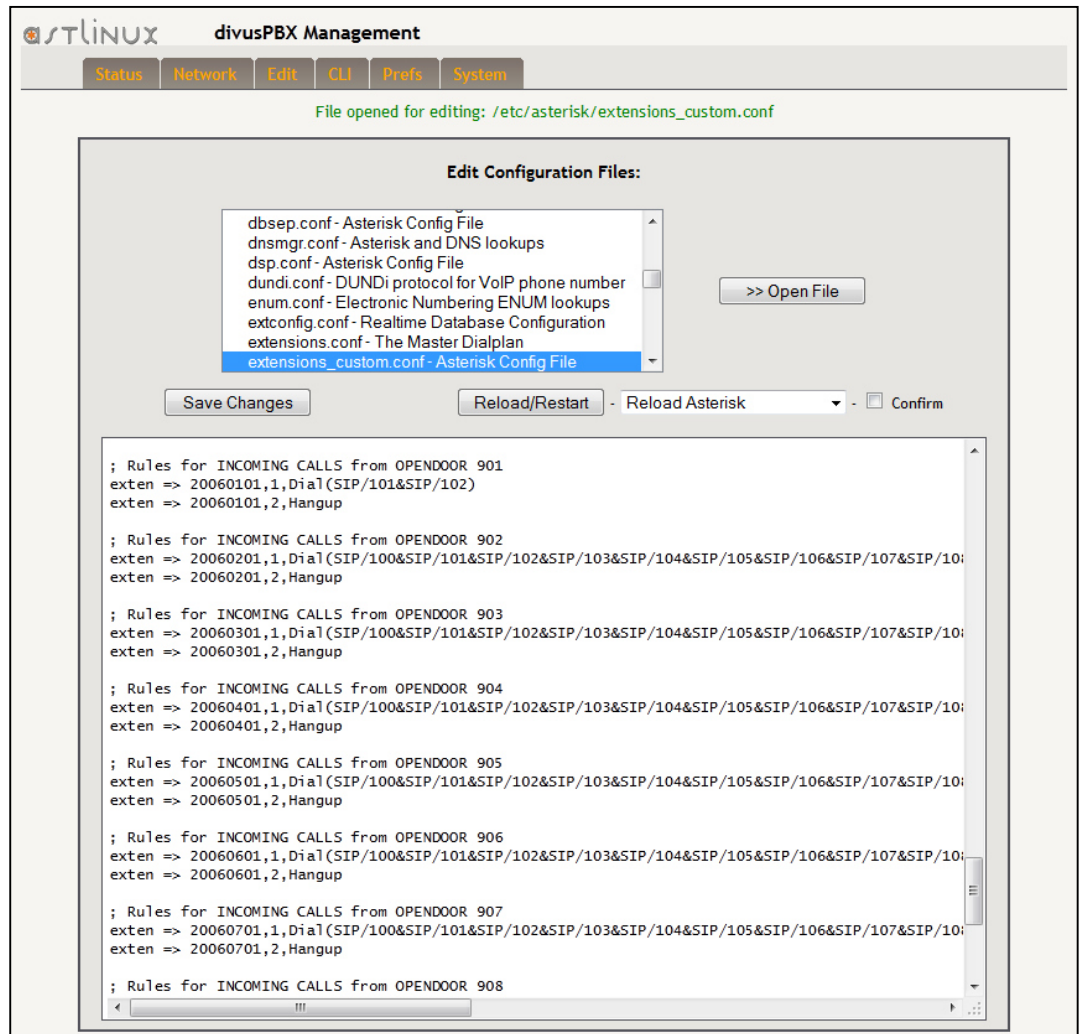 astlinux divusPBX Management
Status Network Edit CLI Prefs System
File opened for editing: /etc/asterisk/extensions_custom.conf
Edit Configuration Files:
dbsep.conf - Asterisk Config File
dnsmgr.conf - Asterisk and DNS lookups
dsp.conf - Asterisk Config File
dundi.conf - DUNDi protocol for VoIP phone number
enum.conf - Electronic Numbering ENUM lookups
extconfig.conf - Realtime Database Configuration
extensions.conf - The Master Dialplan
extensions_custom.conf - Asterisk Config File
>> Open File
Save Changes Reload/Restart - Reload Asterisk - Confirm
; Rules for INCOMING CALLS from OPENDOOR 901
exten => 20060101,1,Dial(SIP/101&SIP/102)
exten => 20060101,2,Hangup
; Rules for INCOMING CALLS from OPENDOOR 902
exten => 20060201,1,Dial(SIP/100&SIP/101&SIP/102&SIP/103&SIP/104&SIP/105&SIP/106&SIP/107&SIP/108
exten => 20060201,2,Hangup
; Rules for INCOMING CALLS from OPENDOOR 903
exten => 20060301,1,Dial(SIP/100&SIP/101&SIP/102&SIP/103&SIP/104&SIP/105&SIP/106&SIP/107&SIP/108
exten => 20060301,2,Hangup
; Rules for INCOMING CALLS from OPENDOOR 904
exten => 20060401,1,Dial(SIP/100&SIP/101&SIP/102&SIP/103&SIP/104&SIP/105&SIP/106&SIP/107&SIP/108
exten => 20060401,2,Hangup
; Rules for INCOMING CALLS from OPENDOOR 905
exten => 20060501,1,Dial(SIP/100&SIP/101&SIP/102&SIP/103&SIP/104&SIP/105&SIP/106&SIP/107&SIP/108
exten => 20060501,2,Hangup
; Rules for INCOMING CALLS from OPENDOOR 906
exten => 20060601,1,Dial(SIP/100&SIP/101&SIP/102&SIP/103&SIP/104&SIP/105&SIP/106&SIP/107&SIP/108
exten => 20060601,2,Hangup
; Rules for INCOMING CALLS from OPENDOOR 907
exten => 20060701,1,Dial(SIP/100&SIP/101&SIP/102&SIP/103&SIP/104&SIP/105&SIP/106&SIP/107&SIP/108
exten => 20060701,2,Hangup
; Rules for INCOMING CALLS from OPENDOOR 908